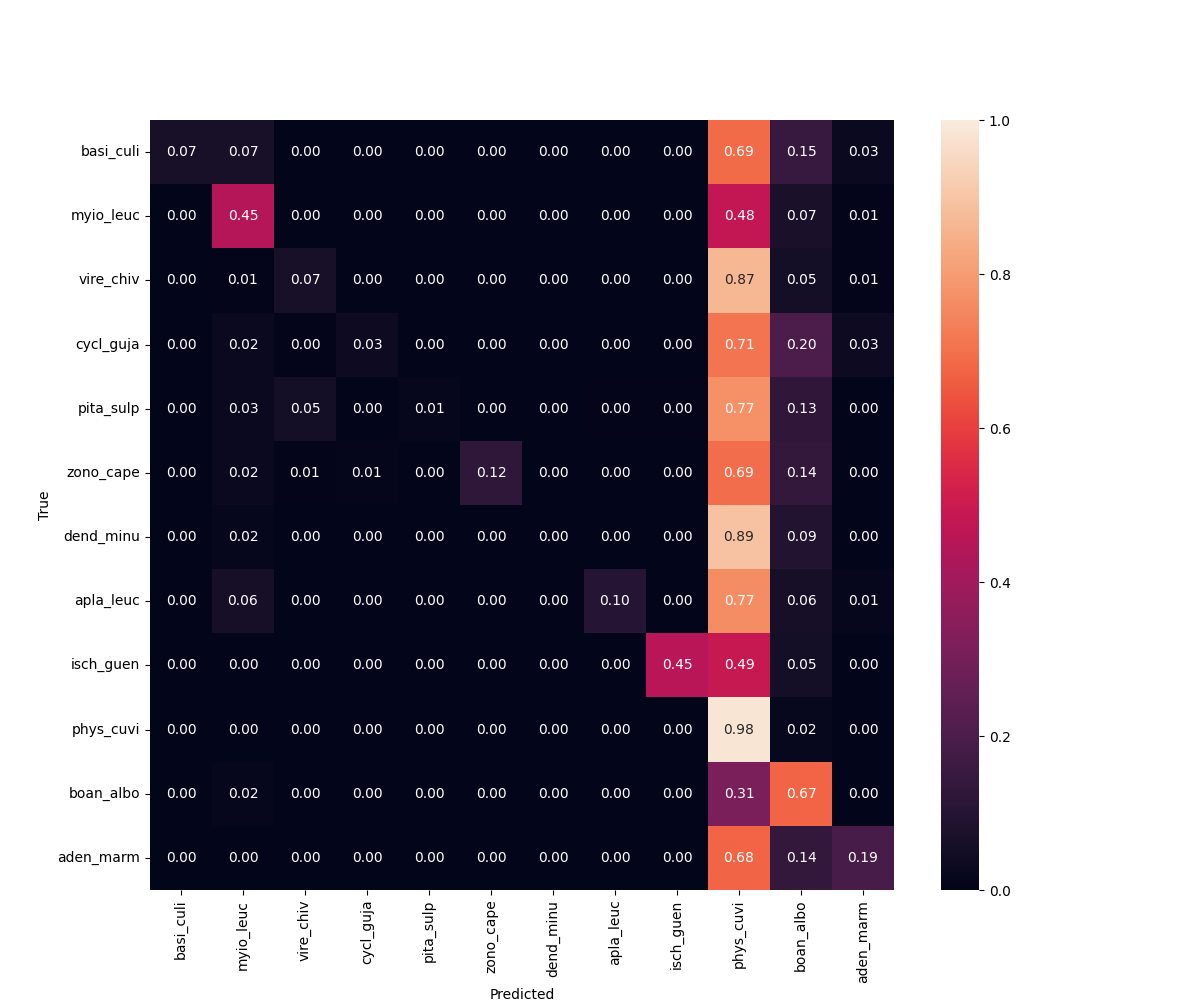 basi_culi 0.07 0.07 0.00 0.00 0.00 0.00 0.00 0.00 0.00 0.69 0.15 0.03
myio_leuc 0.00 0.45 0.00 0.00 0.00 0.00 0.00 0.00 0.00 0.48 0.07 0.01
vire_chiv 0.00 0.01 0.07 0.00 0.00 0.00 0.00 0.00 0.00 0.87 0.05 0.01
cycl_guja 0.00 0.02 0.00 0.03 0.00 0.00 0.00 0.00 0.00 0.71 0.20 0.03
pita_sulp 0.00 0.03 0.05 0.00 0.01 0.00 0.00 0.00 0.00 0.77 0.13 0.00
zono_cape 0.00 0.02 0.01 0.01 0.00 0.12 0.00 0.00 0.00 0.69 0.14 0.00
dend_minu 0.00 0.02 0.00 0.00 0.00 0.00 0.00 0.00 0.00 0.89 0.09 0.00
apla_leuc 0.00 0.06 0.00 0.00 0.00 0.00 0.00 0.10 0.00 0.77 0.06 0.01
isch_guen 0.00 0.00 0.00 0.00 0.00 0.00 0.00 0.00 0.45 0.49 0.05 0.00
phys_cuvi 0.00 0.00 0.00 0.00 0.00 0.00 0.00 0.00 0.00 0.98 0.02 0.00
boan_albo 0.00 0.02 0.00 0.00 0.00 0.00 0.00 0.00 0.00 0.31 0.67 0.00
aden_marm 0.00 0.00 0.00 0.00 0.00 0.00 0.00 0.00 0.00 0.68 0.14 0.19
True
basi_culi myio_leuc vire_chiv cycl_guja pita_sulp zono_cape dend_minu apla_leuc isch_guen phys_cuvi boan_albo aden_marm
Predicted
1.0
0.8
0.6
0.4
0.2
0.0